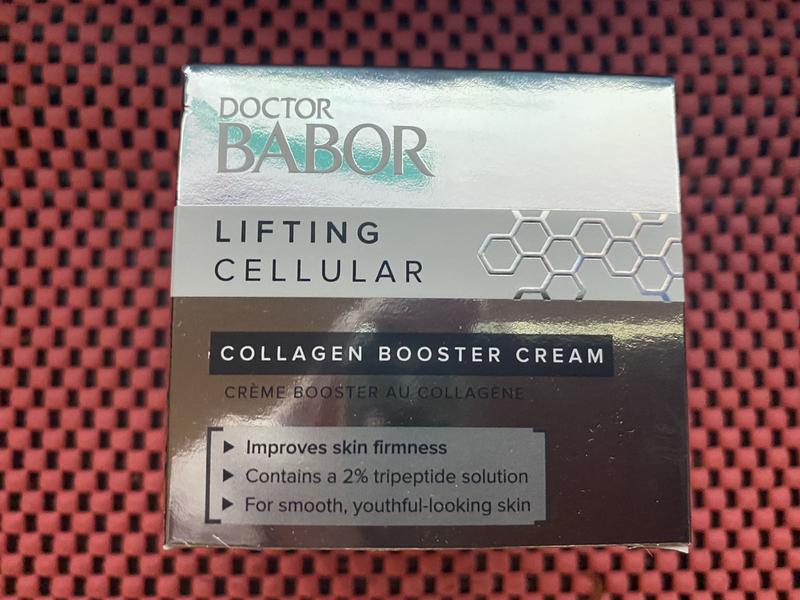 DOCTOR
BABOR
LIFTING
CELLULAR
COLLAGEN BOOSTER CREAM
CRÈME BOOSTER AU COLLAGÈNE
Improves skin firmness
Contains a 2% tripeptide solution
For smooth, youthful-looking skin